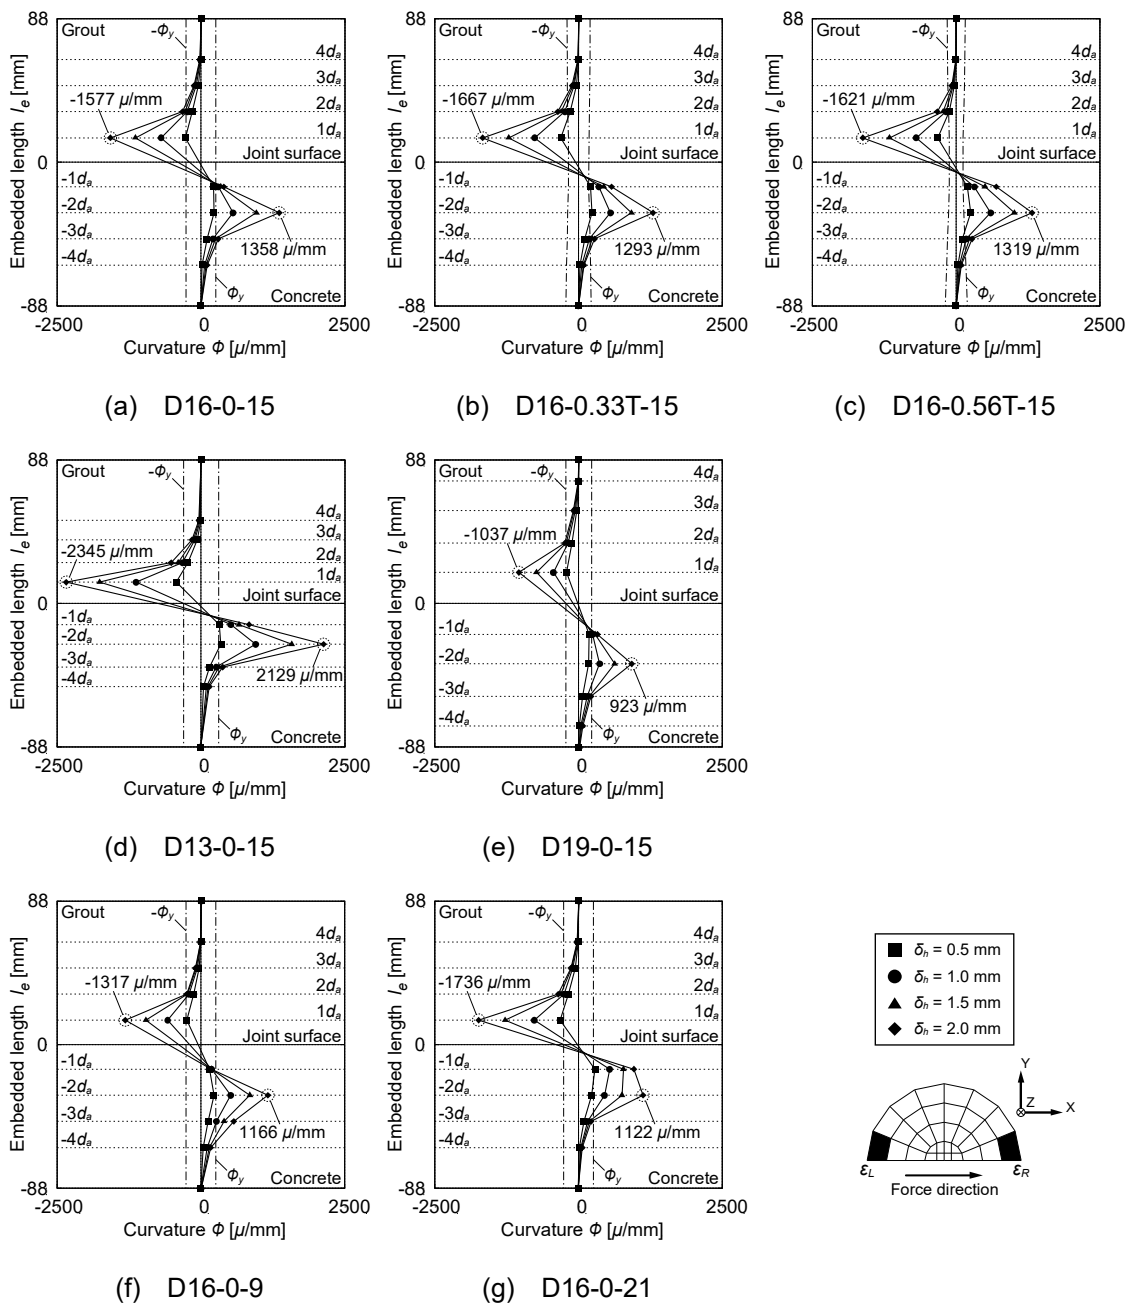 88
Grout
-Φy
4da
3da
-1577 μ/mm
2da
1da
0
Joint surface
-1da
-2da
-3da
1358 μ/mm
-4da
Φy
Concrete
-88
-2500
0
2500
Embedded length le [mm]
Curvature Φ [μ/mm]
(a) D16-0-15
88
Grout
-Φy
4da
3da
-1667 μ/mm
2da
1da
0
Joint surface
-1da
-2da
-3da
1293 μ/mm
-4da
Φy
Concrete
-88
-2500
0
2500
Embedded length le [mm]
Curvature Φ [μ/mm]
(b) D16-0.33T-15
88
Grout
-Φy
4da
3da
-1621 μ/mm
2da
1da
0
Joint surface
-1da
-2da
-3da
1319 μ/mm
-4da
Φy
Concrete
-88
-2500
0
2500
Embedded length le [mm]
Curvature Φ [μ/mm]
(c) D16-0.56T-15
88
Grout
-Φy
4da
3da
-2345 μ/mm
2da
1da
0
Joint surface
-1da
-2da
-3da
2129 μ/mm
-4da
Φy
Concrete
-88
-2500
0
2500
Embedded length le [mm]
Curvature Φ [μ/mm]
(d) D13-0-15
88
Grout
-Φy
4da
3da
-1037 μ/mm
2da
1da
0
Joint surface
-1da
-2da
-3da
923 μ/mm
-4da
Φy
Concrete
-88
-2500
0
2500
Embedded length le [mm]
Curvature Φ [μ/mm]
(e) D19-0-15
88
Grout
-Φy
4da
3da
-1317 μ/mm
2da
1da
0
Joint surface
-1da
-2da
-3da
1166 μ/mm
-4da
Φy
Concrete
-88
-2500
0
2500
Embedded length le [mm]
Curvature Φ [μ/mm]
(f) D16-0-9
88
Grout
-Φy
4da
3da
-1736 μ/mm
2da
1da
0
Joint surface
-1da
-2da
-3da
1122 μ/mm
-4da
Φy
Concrete
-88
-2500
0
2500
Embedded length le [mm]
Curvature Φ [μ/mm]
(g) D16-0-21
δh = 0.5 mm
δh = 1.0 mm
δh = 1.5 mm
δh = 2.0 mm
Y
Z
X
εL
εR
Force direction